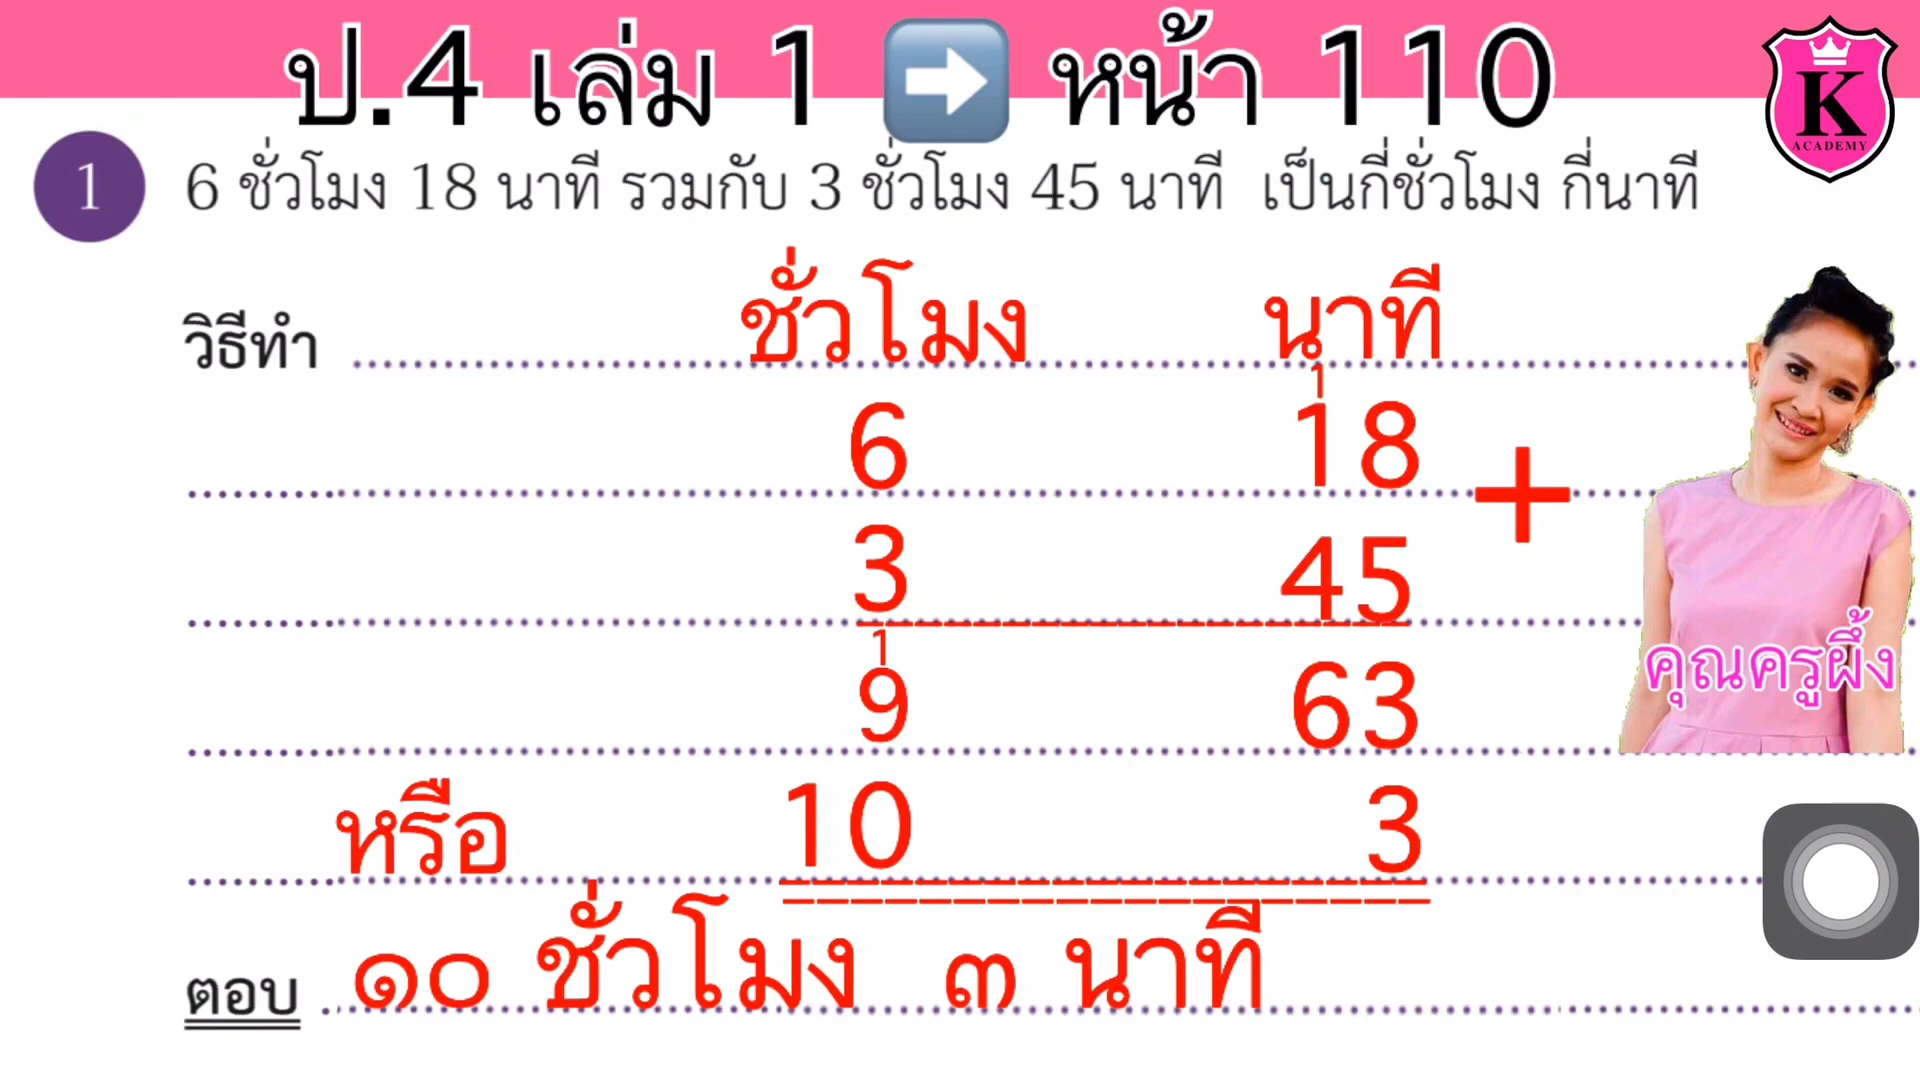 ป.4 เล่ม 1 ➡ หน้า 110
K
ACADEMY
1 6 ชั่วโมง 18 นาที รวมกับ 3 ชั่วโมง 45 นาที เป็นกี่ชั่วโมง กี่นาที
วิธีทำ ชั่วโมง นาที
1
6 18
+
3 45
1
9 63
คุณครูผึ้ง
หรือ 10 3
ตอบ ๑๐ ชั่วโมง ๓ นาที